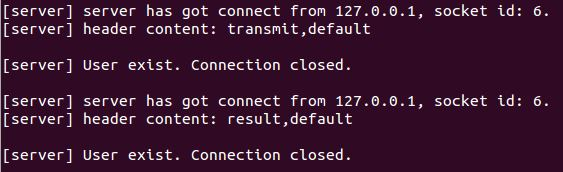 [server] server has got connect from 127.0.0.1, socket id: 6.
[server] header content: transmit,default
[server] User exist. Connection closed.
[server] server has got connect from 127.0.0.1, socket id: 6.
[server] header content: result,default
[server] User exist. Connection closed.